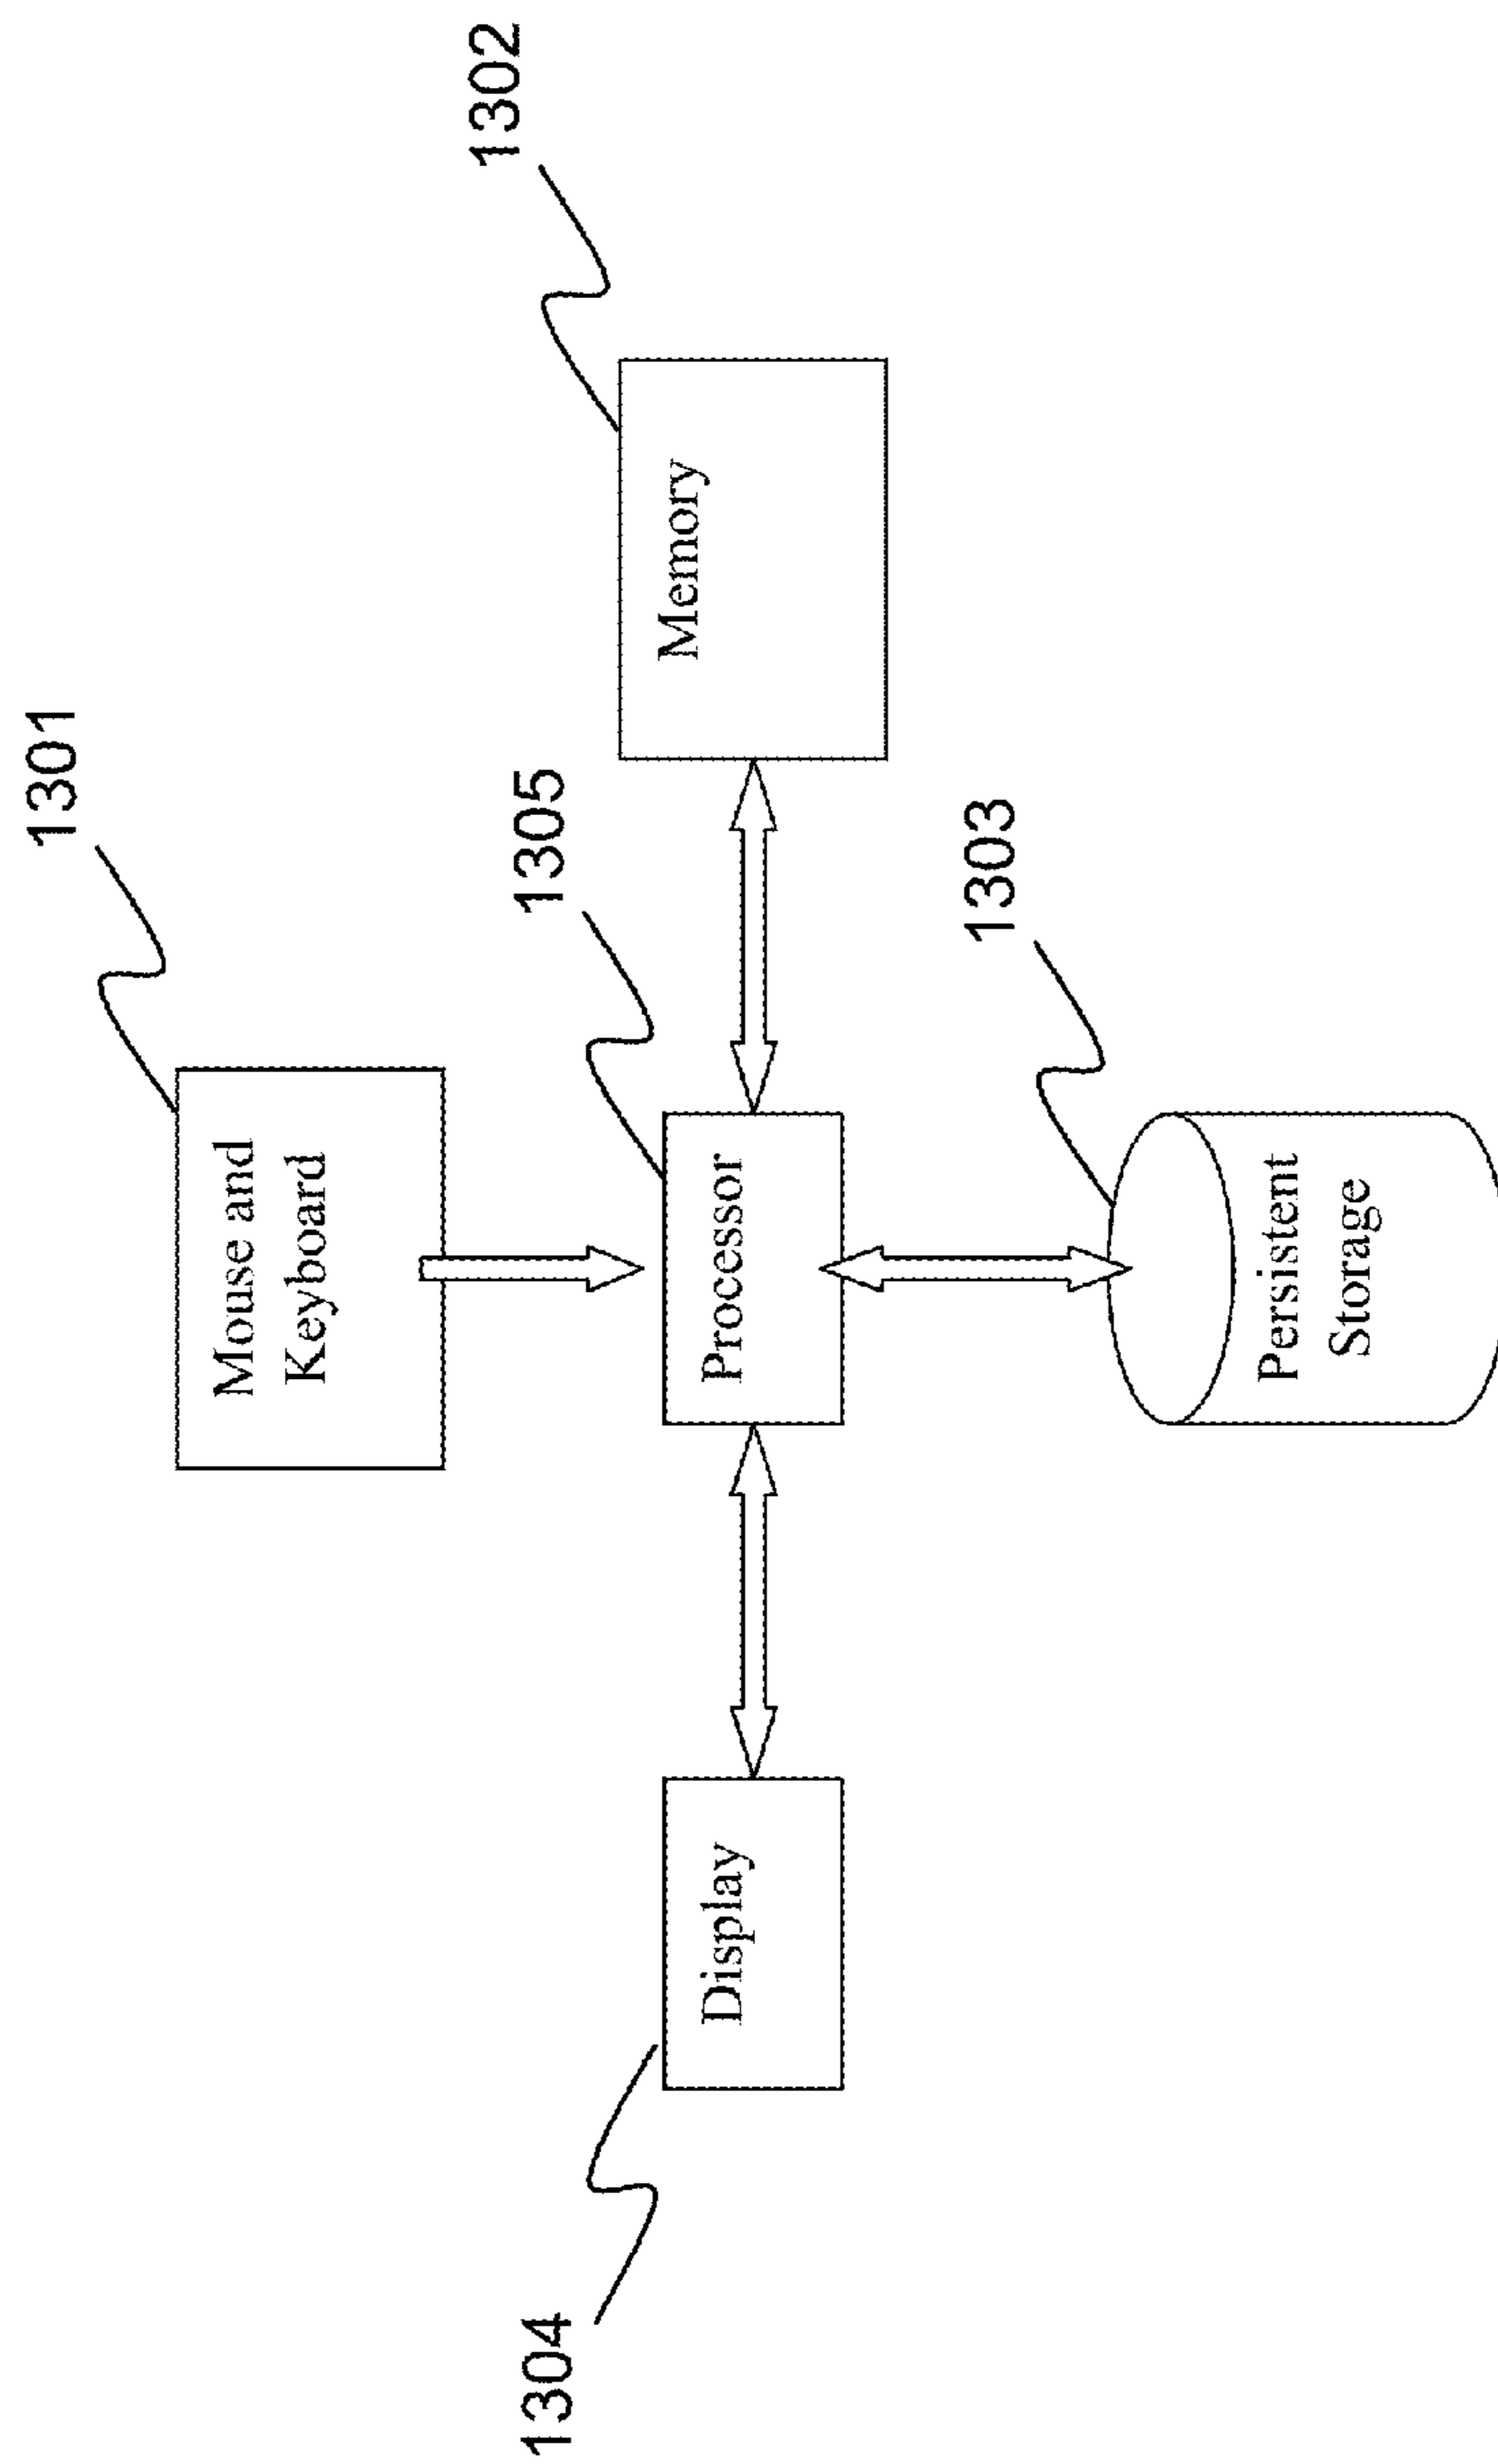 1301
Mouse and
Keyboard
1302
1305
1304
Display
Processor
Memory
1303
Persistent
Storage